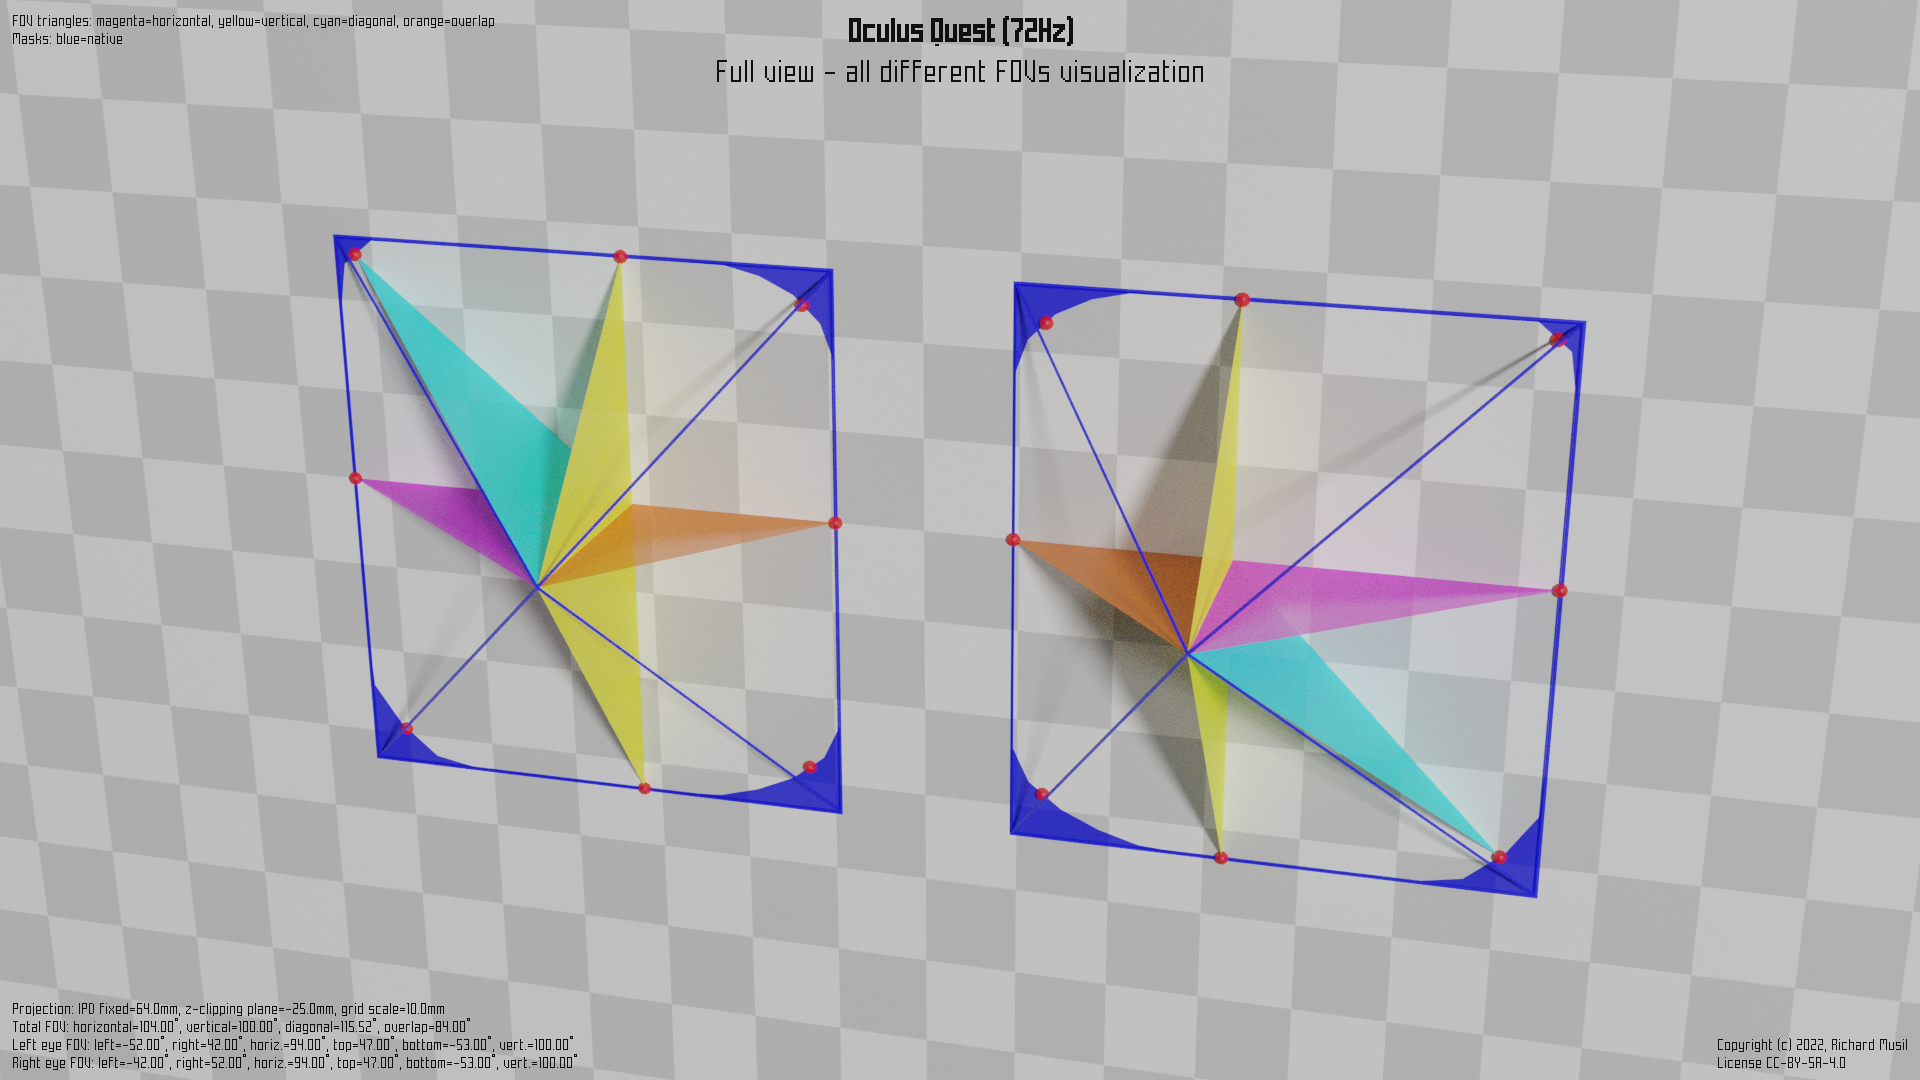 FOV triangles: magenta=horizontal, yellow=vertical, cyan=diagonal, orange=overlap
Masks: blue=native
Oculus Quest (72Hz)
Full view - all different FOVs visualization
Projection: IPD fixed=64.0mm, z-clipping plane=-25.0mm, grid scale=10.0mm
Total FOV: horizontal=104.00°, vertical=100.00°, diagonal=115.52°, overlap=84.00°
Left eye FOV: left=-52.00°, right=42.00°, horiz.=94.00°, top=47.00°, bottom=-53.00°, vert.=100.00°
Right eye FOV: left=-42.00°, right=52.00°, horiz.=94.00°, top=47.00°, bottom=-53.00°, vert.=100.00°
Copyright (c) 2022, Richard Musil
License CC-BY-SA-4.0